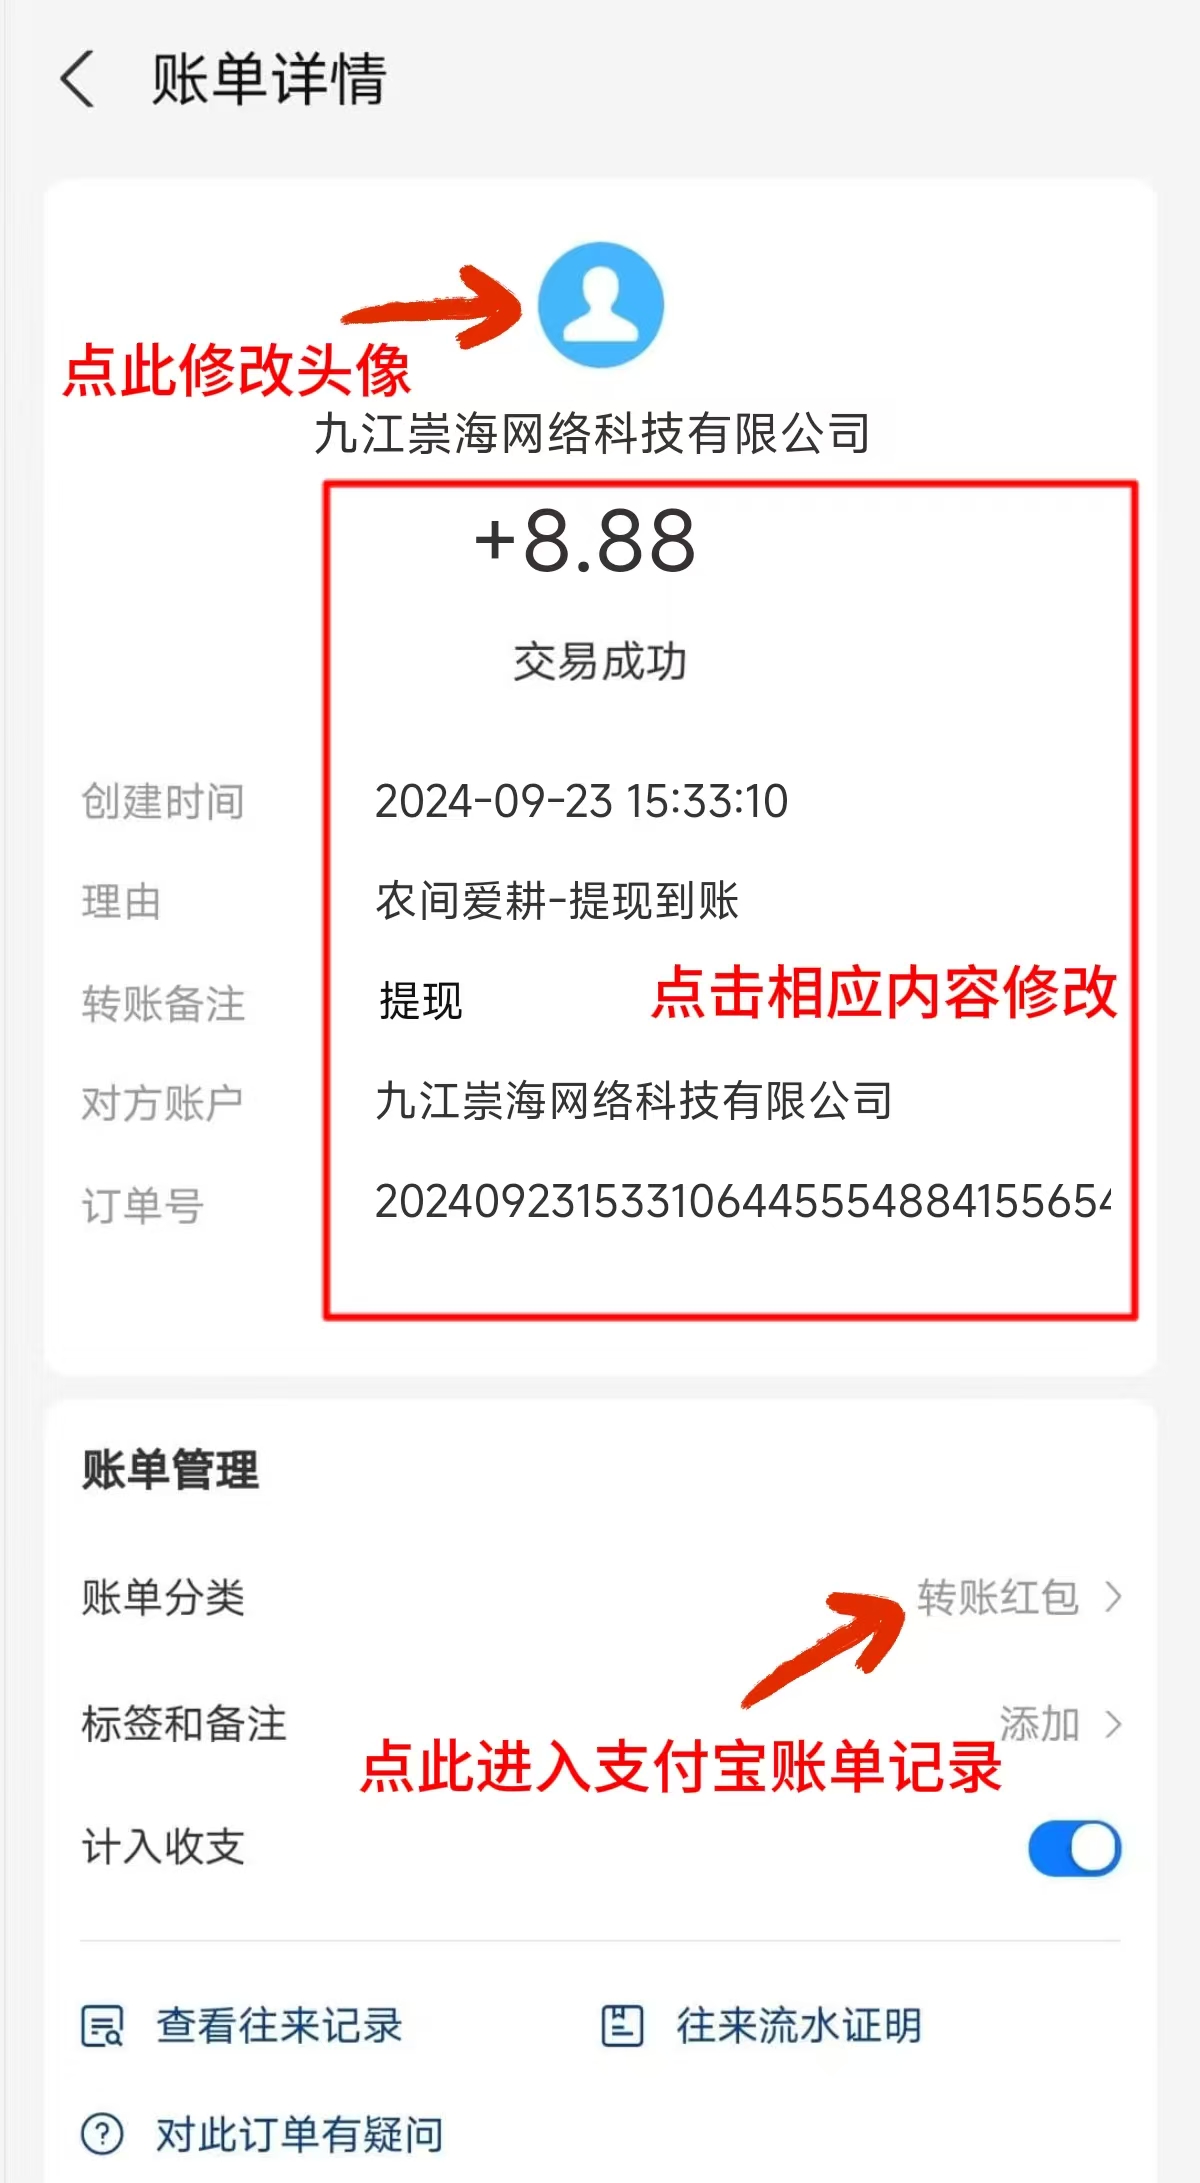 账单详情
点此修改头像
九江崇海网络科技有限公司
+8.88
交易成功
创建时间 2024-09-23 15:33:10
理由 农间爱耕-提现到账
转账备注 提现 点击相应内容修改
对方账户 九江崇海网络科技有限公司
订单号 202409231533106445554884155654
账单管理
账单分类 转账红包
标签和备注 添加
点此进入支付宝账单记录
计入收支
查看往来记录 往来流水证明
对此订单有疑问